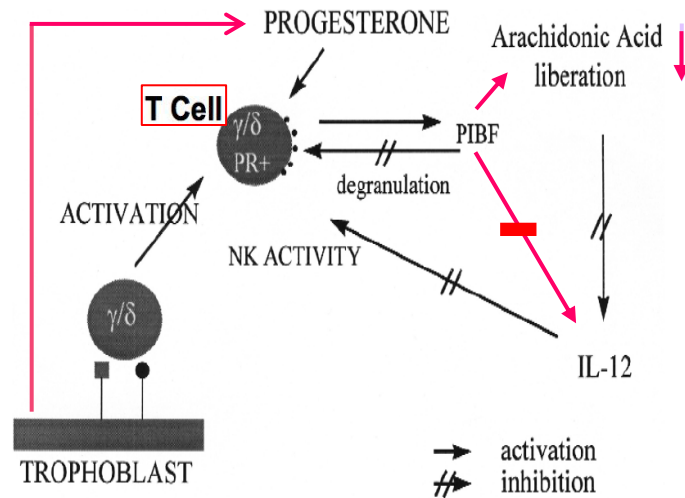 PROGESTERONE
Arachidonic Acid
liberation
T Cell
γ/δ
PR+
PIBF
degranulation
ACTIVATION
NK ACTIVITY
γ/δ
IL-12
TROPHOBLAST
activation
inhibition